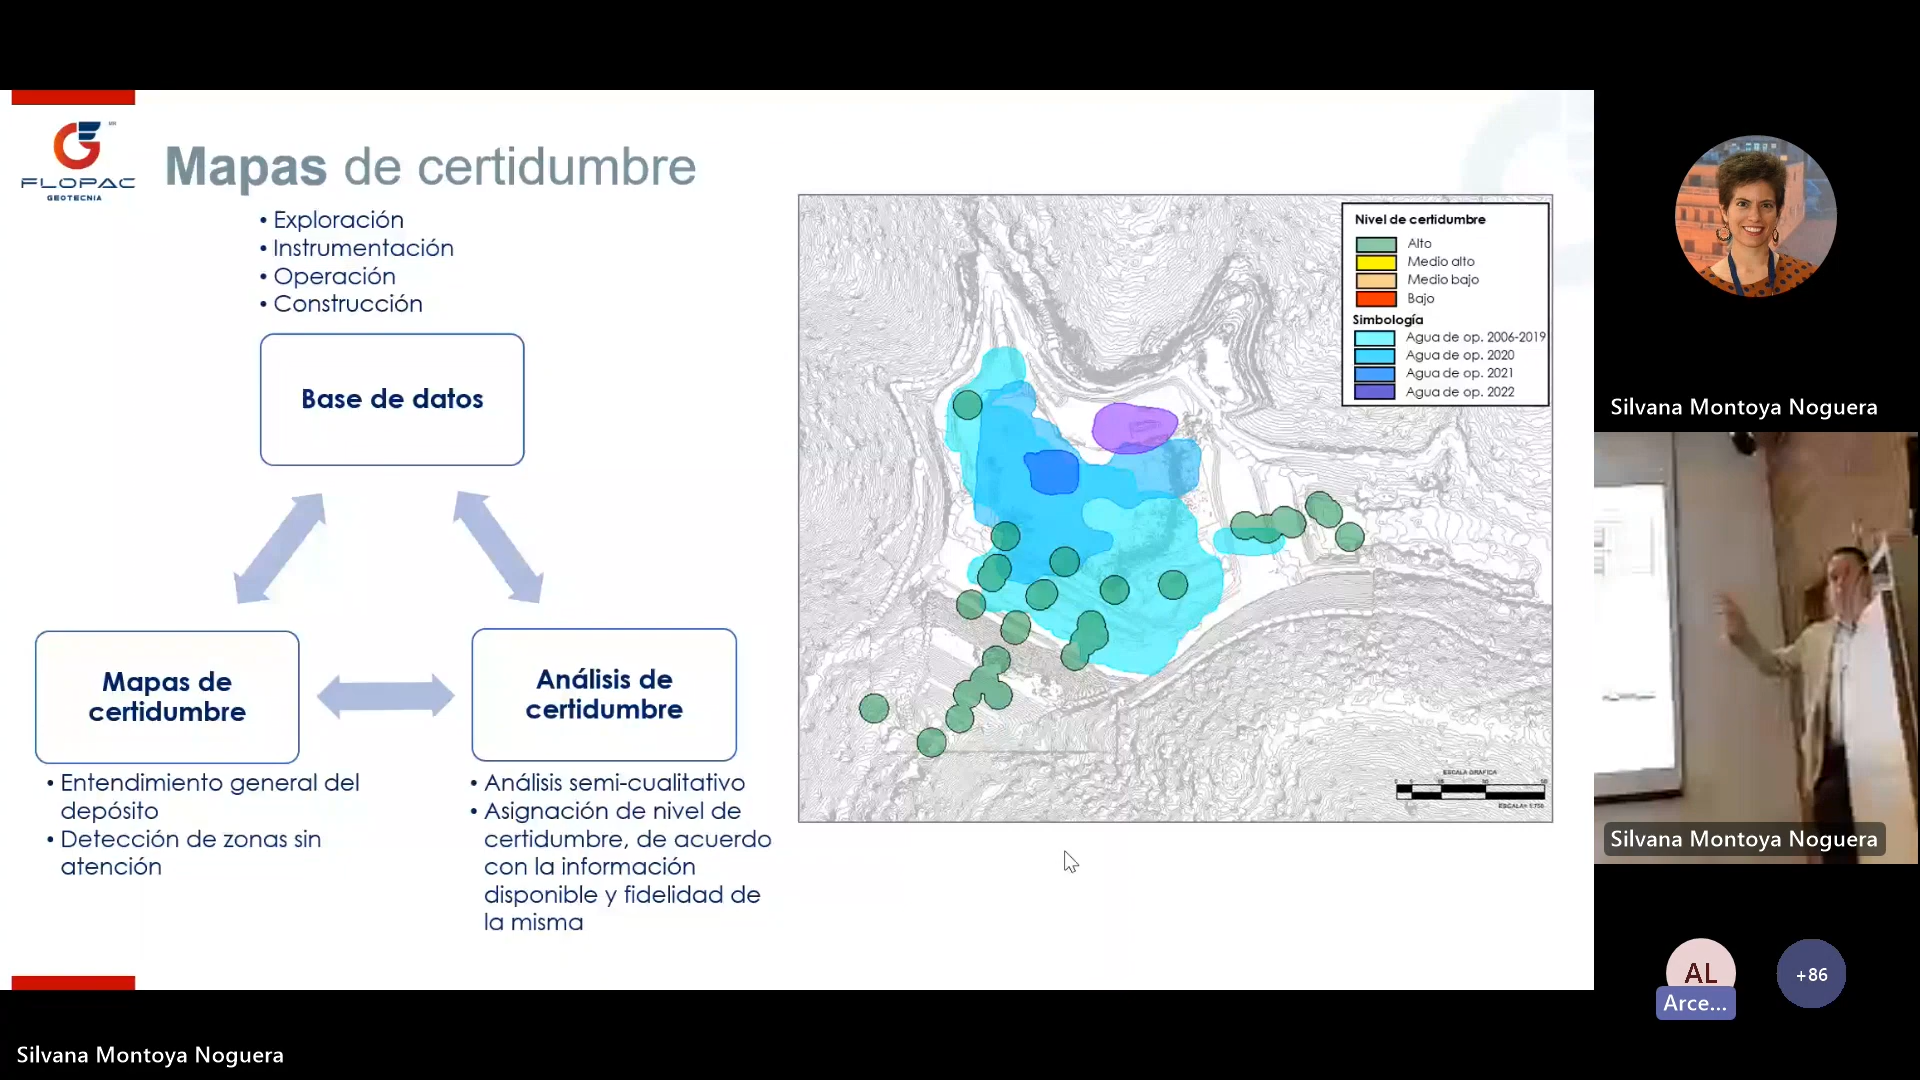 FLOPAC
GEOTECNIA
Mapas de certidumbre
• Exploración
• Instrumentación
• Operación
• Construcción
Base de datos
Mapas de
certidumbre
Análisis de
certidumbre
• Entendimiento general del
depósito
• Detección de zonas sin
atención
• Análisis semi-cualitativo
• Asignación de nivel de
certidumbre, de acuerdo
con la información
disponible y fidelidad de
la misma
Nivel de certidumbre
Alto
Medio alto
Medio bajo
Bajo
Simbología
Agua de op. 2006-2019
Agua de op. 2020
Agua de op. 2021
Agua de op. 2022
ESCALA GRAFICA
Silvana Montoya Noguera
Silvana Montoya Noguera
AL
Arce...
+86
Silvana Montoya Noguera